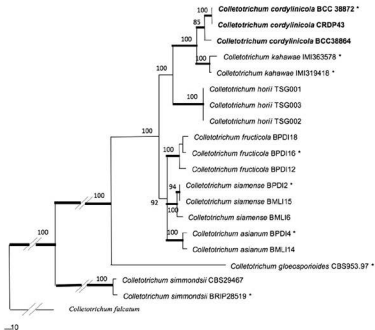 100
Colletotrichum cordylinicola BCC 38872 *
85
Colletotrichum cordylinicola CRDP43
100
Colletotrichum cordylinicola BCC38864
100
Colletotrichum kahawae IMI363578
*
Colletotrichum kahawae IMI319418 *
100
Colletotrichum horii TSG001
100
Colletotrichum horii TSG003
Colletotrichum horii TSG002
100
Colletotrichum fructicola BPDI18
100
100
Colletotrichum fructicola BPDI16 *
Colletotrichum fructicola BPDI12
94
Colletotrichum siamense BPDI2 *
100
92
Colletotrichum siamense BMLI15
100
Colletotrichum siamense BMLI6
100
Colletotrichum asianum BPDI4 *
Colletotrichum asianum BMLI14
Colletotrichum gloeosporioides CBS953.97 *
100
Colletotrichum simmondsii CBS29467
Colletotrichum simmondsii BRIP28519 *
Colletotrichum falcatum
10